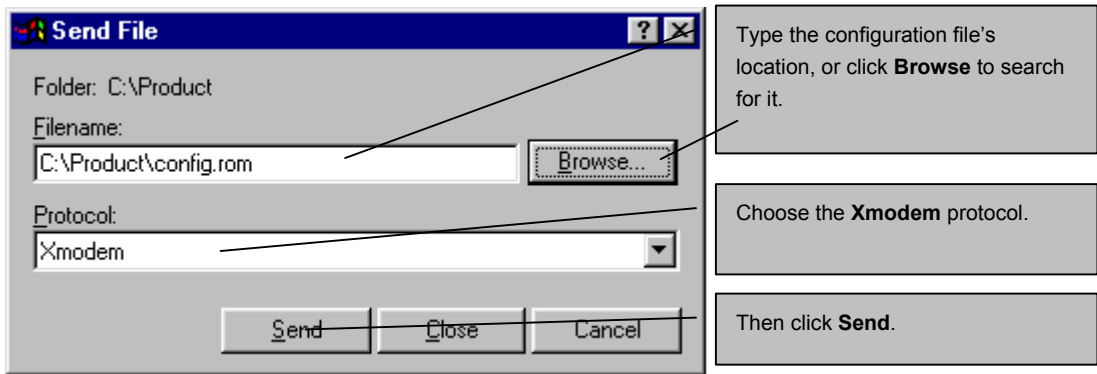 Send File
Folder: C:\Product
Filename:
C:\Product\config.rom
Browse...
Protocol:
Xmodem
Send
Close
Cancel
Type the configuration file’s
location, or click Browse to search
for it.
Choose the Xmodem protocol.
Then click Send.